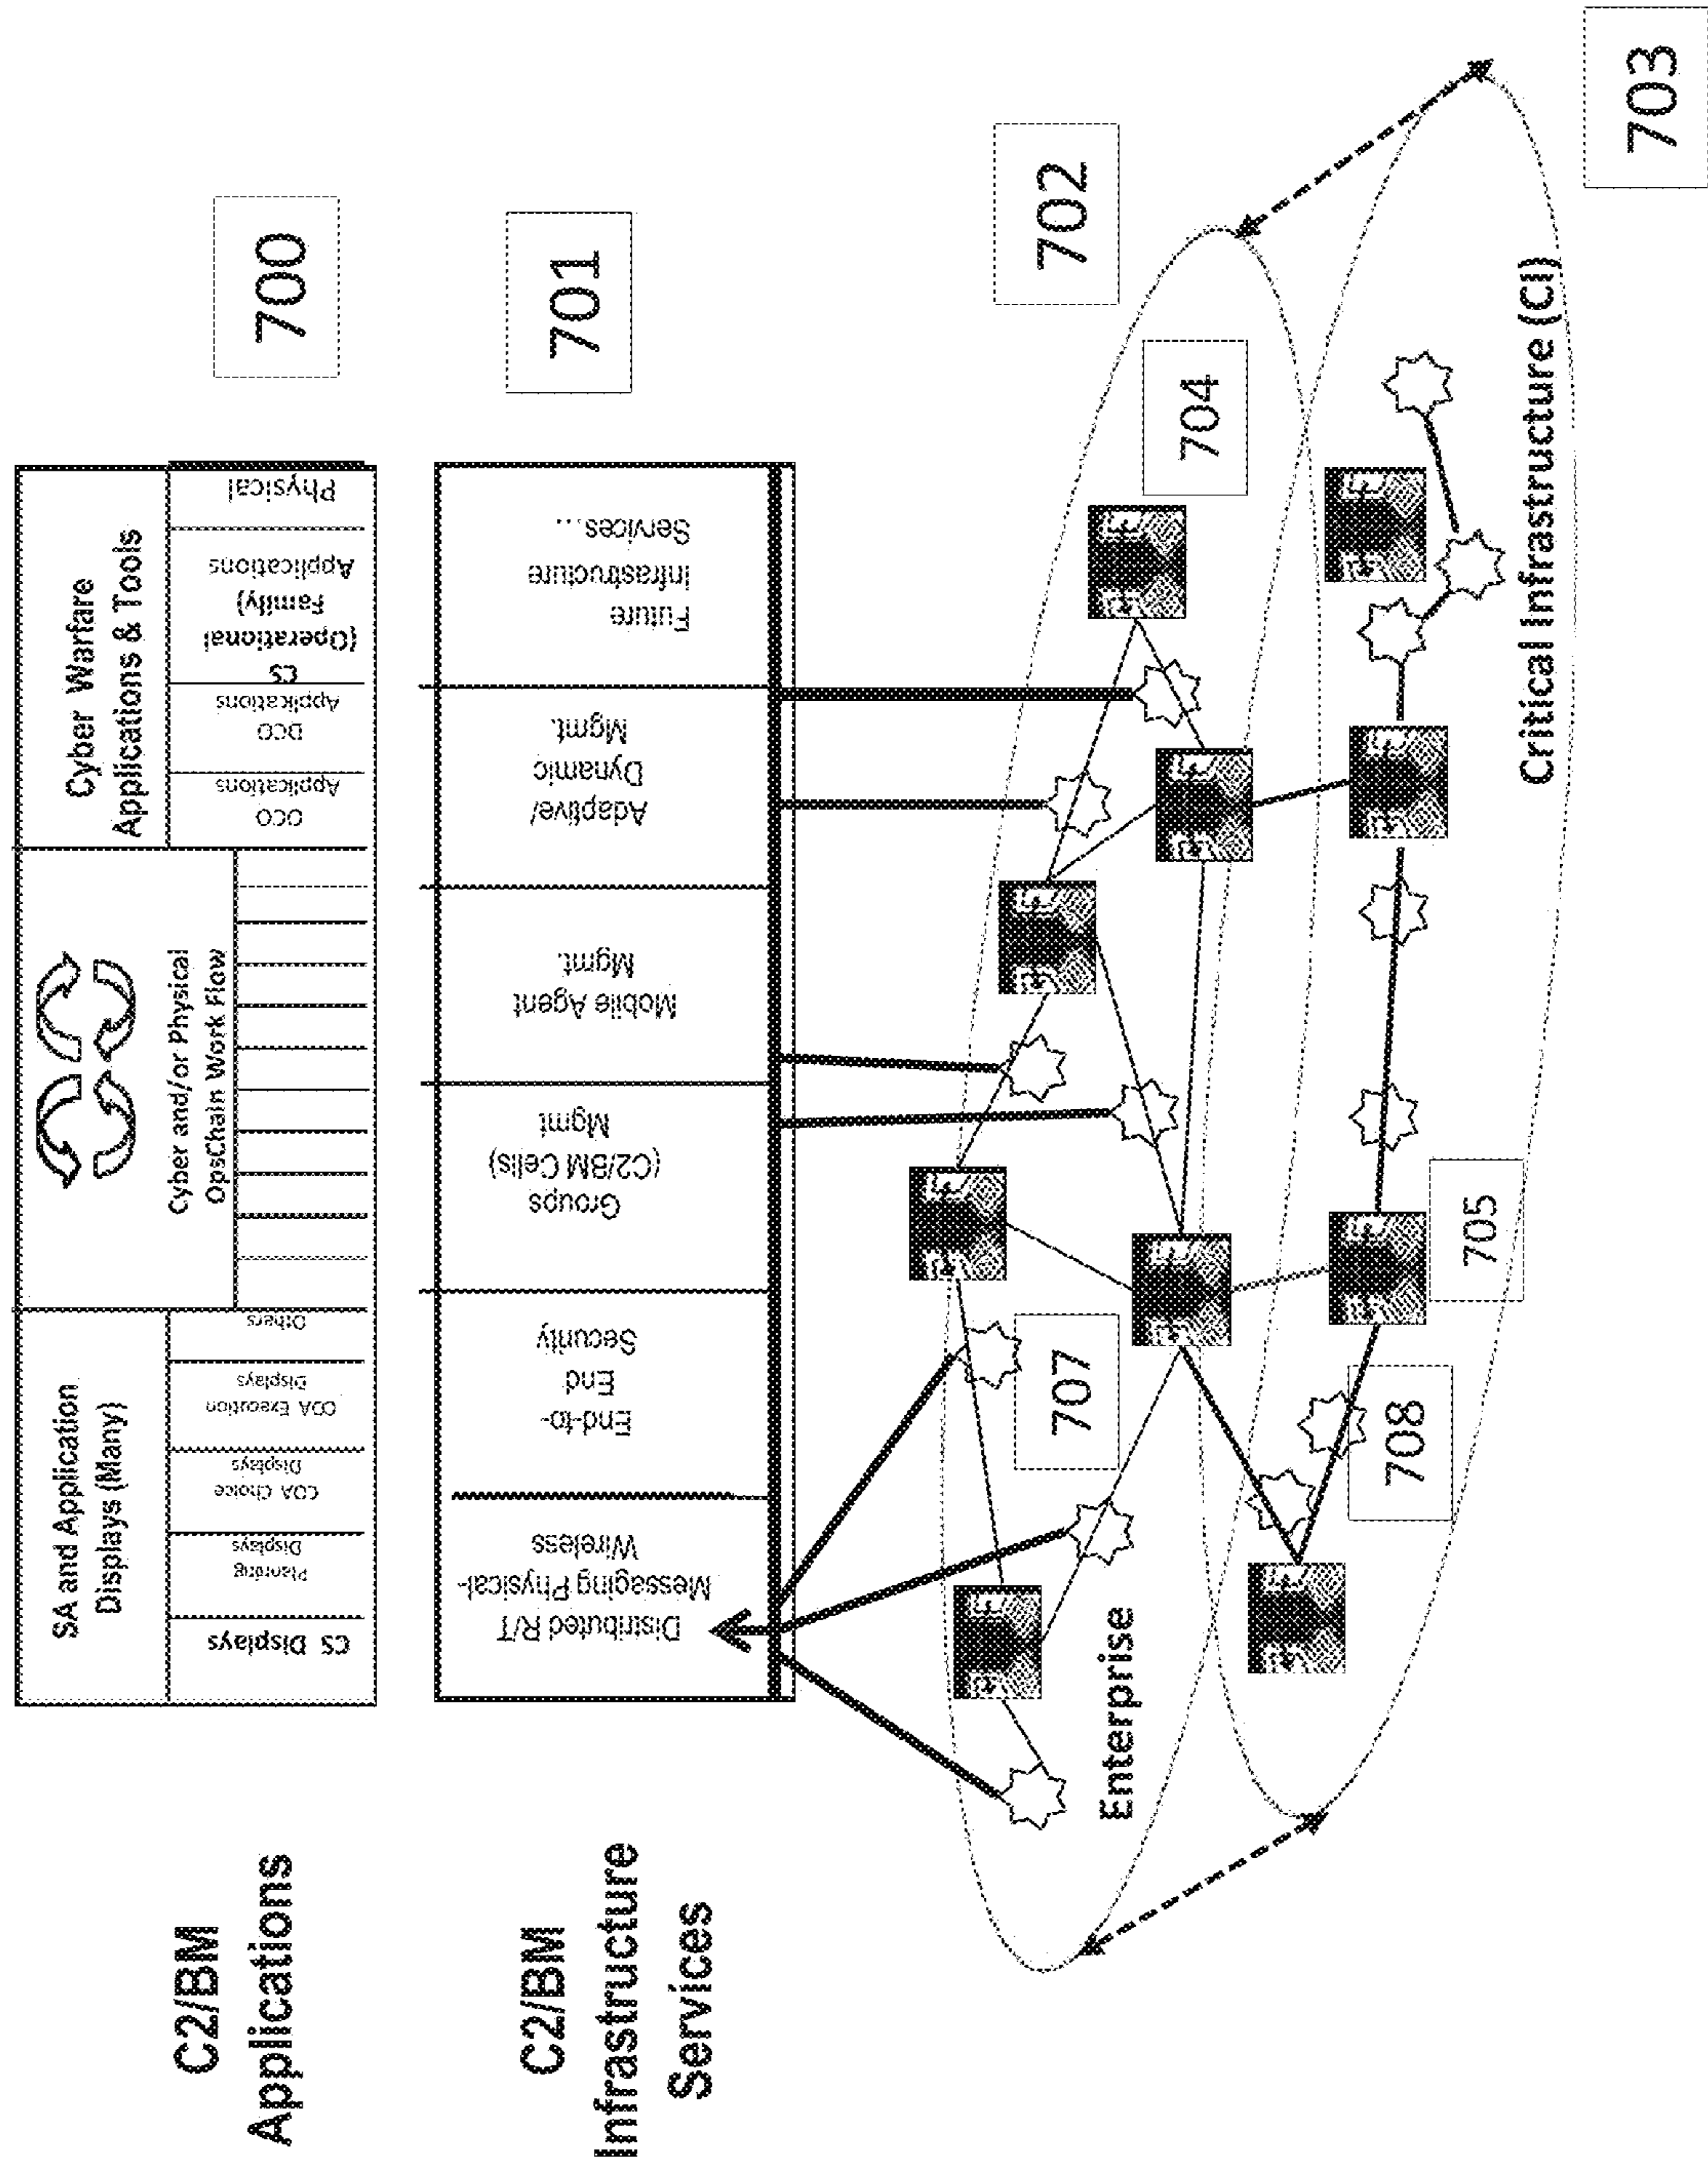 C2/BM
Applications
SA and Application
Displays (Many)
CS Displays
Planning
Displays
COA Choice
Displays
COA Execution
Displays
Others
Cyber and/or Physical
OpsChain Work Flow
Cyber Warfare
Applications & Tools
OCO
Applications
DCO
Applications
CS
(Operational
Family)
Applications
Physical
700
C2/BM
Infrastructure
Services
Distributed R/T
Messaging Physical-
Wireless
End-to-
End
Security
Groups
(C2/BM Cells)
Mgmt
Mobile Agent
Mgmt.
Adaptive/
Dynamic
Mgmt.
Future
Infrastructure
Services...
701
702
704
707
Enterprise
708
705
Critical Infrastructure (CI)
703